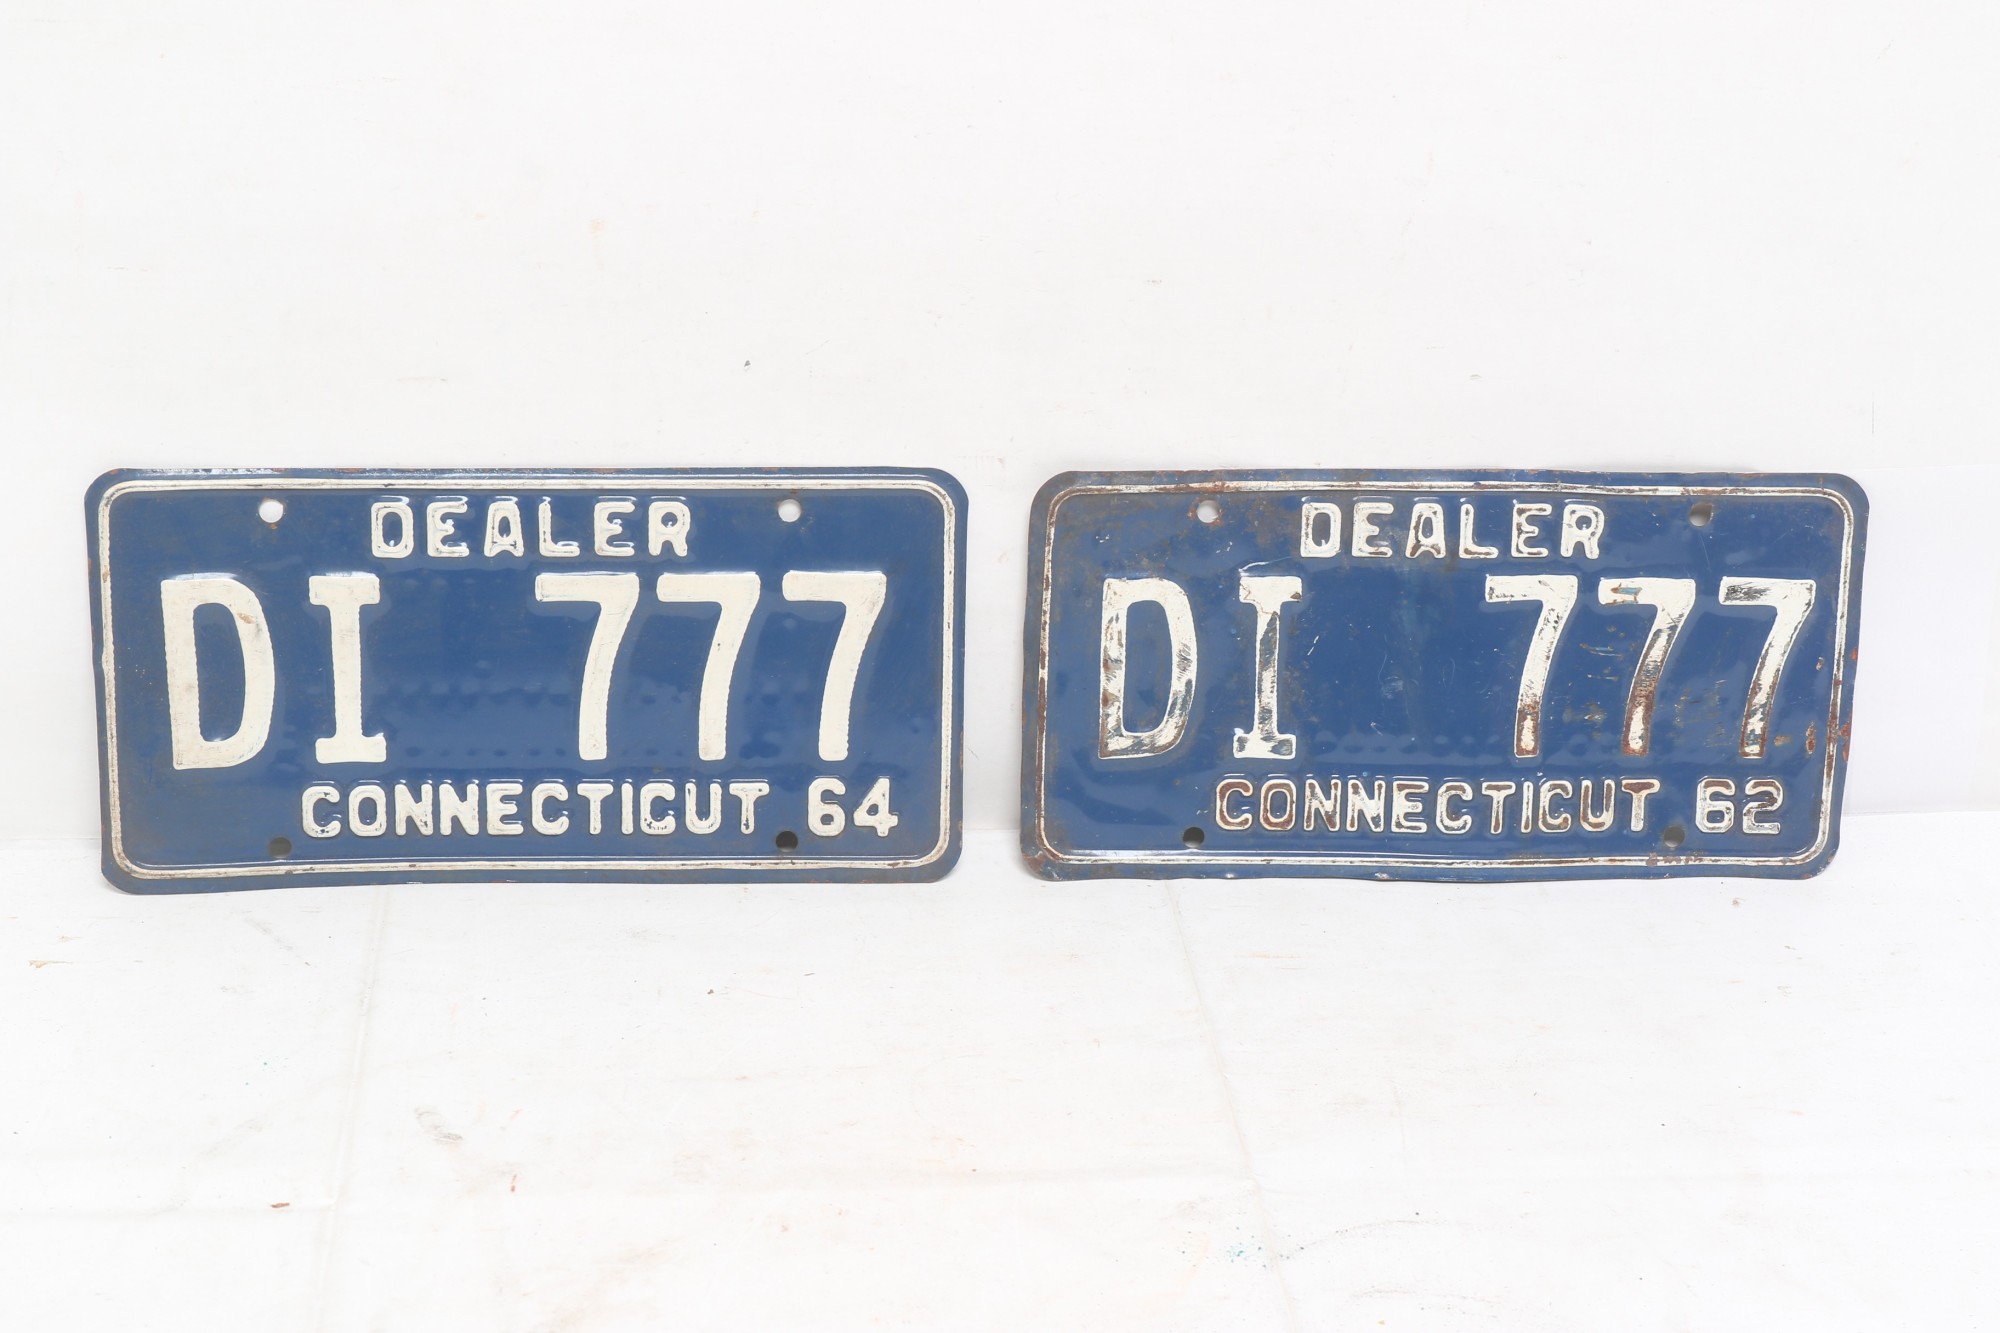 DEALER
DI 777
CONNECTICUT 64
DEALER
DI 777
CONNECTICUT 62